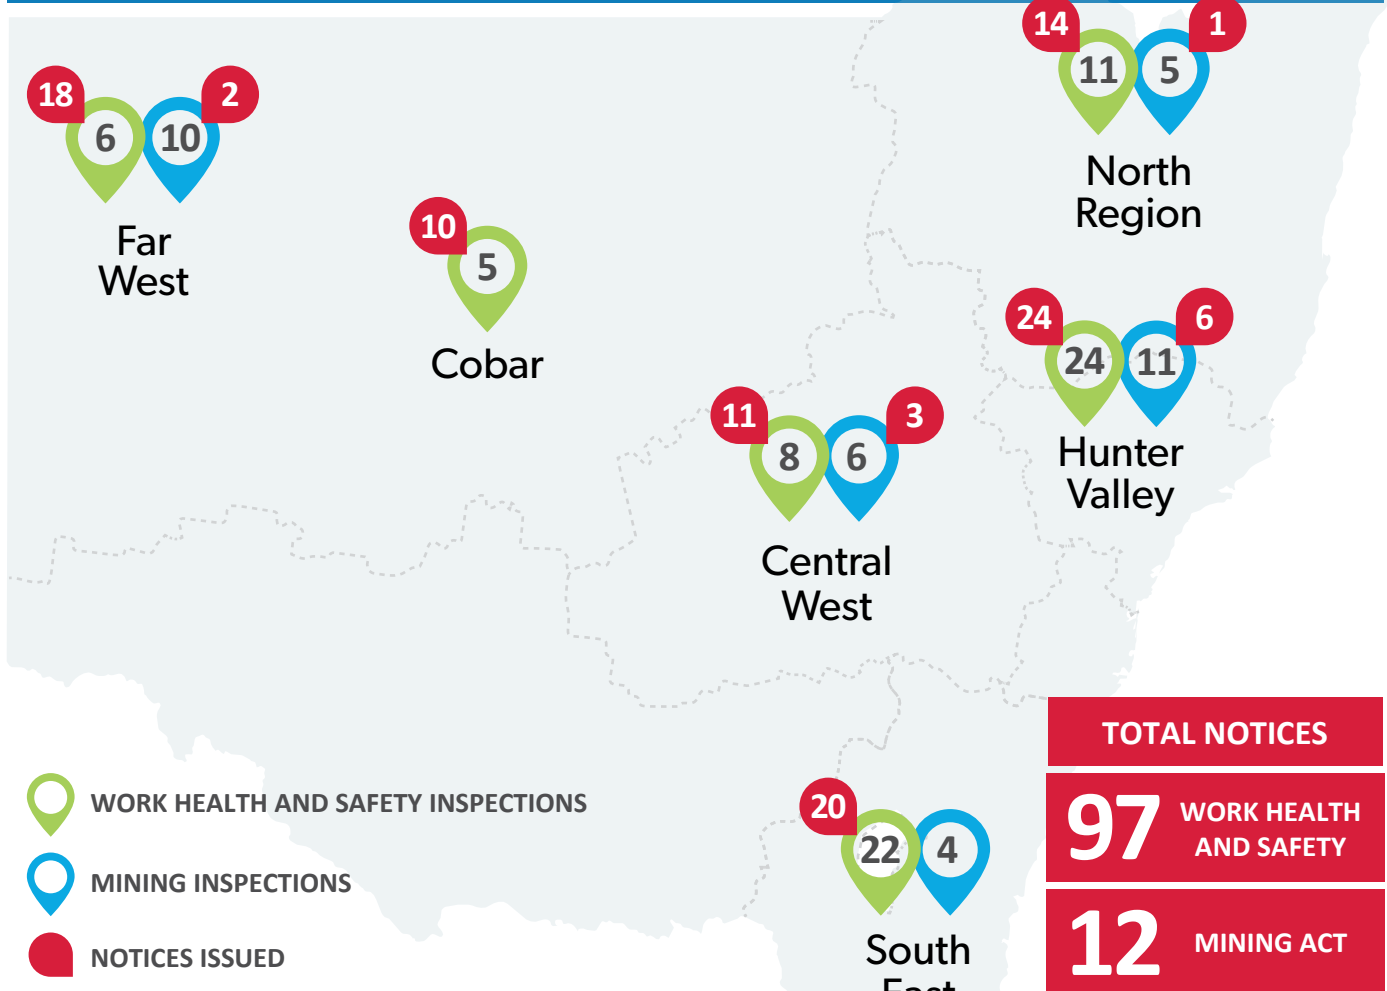 14
1
11
5
North
Region
18
2
6
10
Far
West
10
5
Cobar
24
6
24
11
Hunter
Valley
11
3
8
6
Central
West
TOTAL NOTICES
97
WORK HEALTH
AND SAFETY
12
MINING ACT
20
22
4
South
East
WORK HEALTH AND SAFETY INSPECTIONS
MINING INSPECTIONS
NOTICES ISSUED